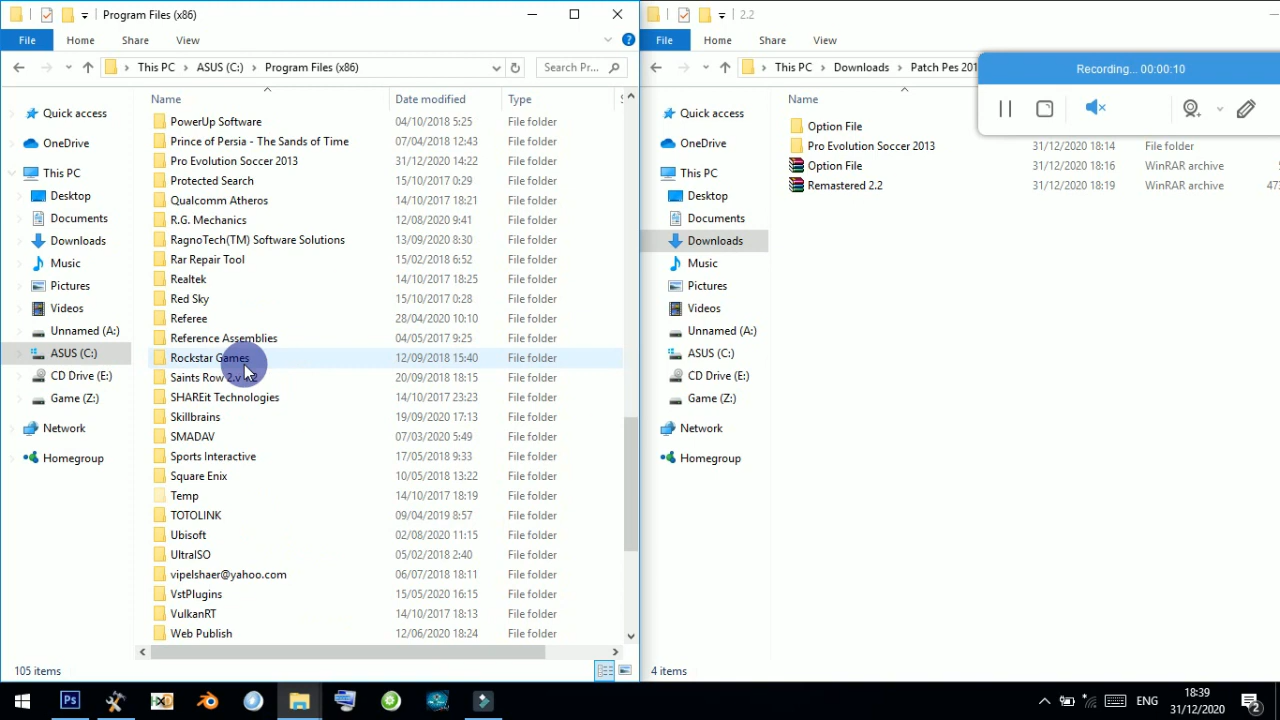 Program Files (x86)
File Home Share View
This PC ASUS (C:) Program Files (x86) Search Pr...
Quick access
OneDrive
This PC
Desktop
Documents
Downloads
Music
Pictures
Videos
Unnamed (A:)
ASUS (C:)
CD Drive (E:)
Game (Z:)
Network
Homegroup
Name Date modified Type
PowerUp Software 04/10/2018 5:25 File folder
Prince of Persia - The Sands of Time 07/04/2018 12:43 File folder
Pro Evolution Soccer 2013 31/12/2020 14:22 File folder
Protected Search 15/10/2017 0:29 File folder
Qualcomm Atheros 14/10/2017 18:21 File folder
R.G. Mechanics 12/08/2020 9:41 File folder
RagnoTech(TM) Software Solutions 13/09/2020 8:30 File folder
Rar Repair Tool 15/02/2018 6:52 File folder
Realtek 14/10/2017 18:25 File folder
Red Sky 15/10/2017 0:28 File folder
Referee 28/04/2020 10:10 File folder
Reference Assemblies 04/05/2017 9:25 File folder
Rockstar Games 12/09/2018 15:40 File folder
Saints Row 20/09/2018 18:15 File folder
SHAREit Technologies 14/10/2017 23:23 File folder
Skillbrains 19/09/2020 17:13 File folder
SMADAV 07/03/2020 5:49 File folder
Sports Interactive 17/05/2018 9:33 File folder
Square Enix 10/05/2018 13:22 File folder
Temp 14/10/2017 18:19 File folder
TOTOLINK 09/04/2019 8:57 File folder
Ubisoft 02/08/2020 11:15 File folder
UltraISO 05/02/2018 2:40 File folder
vipelshaer@yahoo.com 06/07/2018 18:11 File folder
VstPlugins 15/05/2020 16:15 File folder
VulkanRT 14/10/2017 18:13 File folder
Web Publish 12/06/2020 18:24 File folder
105 items
2.2
File Home Share View
This PC Downloads Patch Pes 201
Recording... 00:00:10
Quick access
OneDrive
This PC
Desktop
Documents
Downloads
Music
Pictures
Videos
Unnamed (A:)
ASUS (C:)
CD Drive (E:)
Game (Z:)
Network
Homegroup
Name
Option File
Pro Evolution Soccer 2013 31/12/2020 18:14 File folder
Option File 31/12/2020 18:16 WinRAR archive
Remastered 2.2 31/12/2020 18:19 WinRAR archive 473
4 items
Ps ENG 18:39
31/12/2020
2